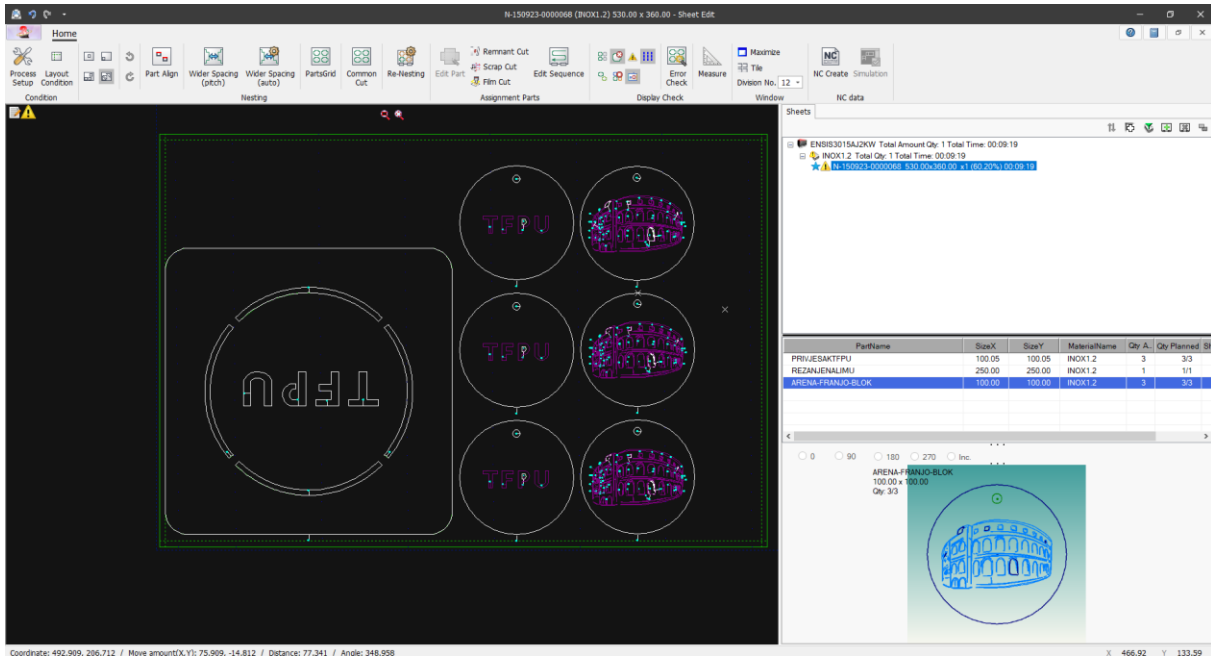 N-150923-0000068 (INOX1.2) 530.00 x 360.00 - Sheet Edit
Home
Process Setup
Layout Condition
Part Align
Wider Spacing (pitch)
Wider Spacing (auto)
PartsGrid
Common Cut
Re-Nesting
Edit Part
Remnant Cut
Scrap Cut
Film Cut
Edit Sequence
Error Check
Measure
Maximize
Tile
Division No. 12
NC
NC Create
Simulation
Condition
Nesting
Assignment Parts
Display Check
Window
NC data
Sheets
ENSIS3015AJ2KW Total Amount Qty: 1 Total Time: 00:09:19
INOX1.2 Total Qty: 1 Total Time: 00:09:19
N-150923-0000068 530.00x360.00 x1 (60.20%) 00:09:19
TFPU
TFPU
TFPU
TFPU
PartName SizeX SizeY MaterialName Qty A.. Qty Planned
PRIVJESAKTFPU 100.05 100.05 INOX1.2 3 3/3
REZANJENALIMU 250.00 250.00 INOX1.2 1 1/1
ARENA-FRANJO-BLOK 100.00 100.00 INOX1.2 3 3/3
0 90 180 270 Inc.
ARENA-FRANJO-BLOK
100.00 x 100.00
Qty: 3/3
Coordinate: 492.909, 206.712 / Move amount(X,Y): 75.909, -14.812 / Distance: 77.341 / Angle: 348.958
X 466.92 Y 133.59